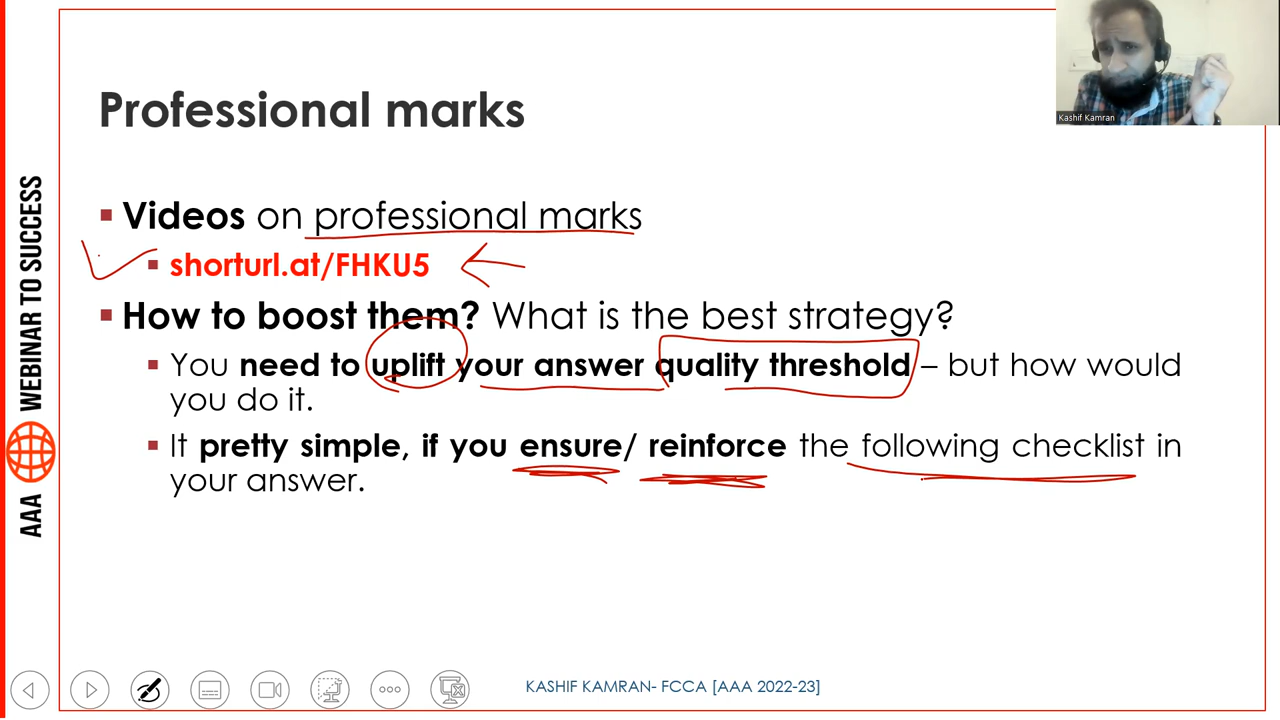 Kashif Kamran
Professional marks
Videos on professional marks
shorturl.at/FHKU5
How to boost them? What is the best strategy?
You need to uplift your answer quality threshold – but how would
you do it.
It pretty simple, if you ensure/ reinforce the following checklist in
your answer.
AAA WEBINAR TO SUCCESS
KASHIF KAMRAN- FCCA [AAA 2022-23]